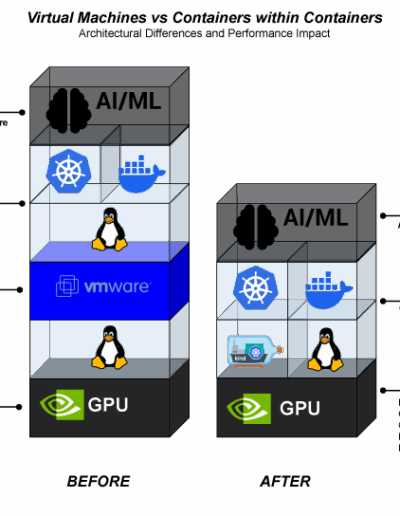 Virtual Machines vs Containers within Containers
Architectural Differences and Performance Impact
AI/ML
vmware
GPU
BEFORE
AI/ML
GPU
AFTER